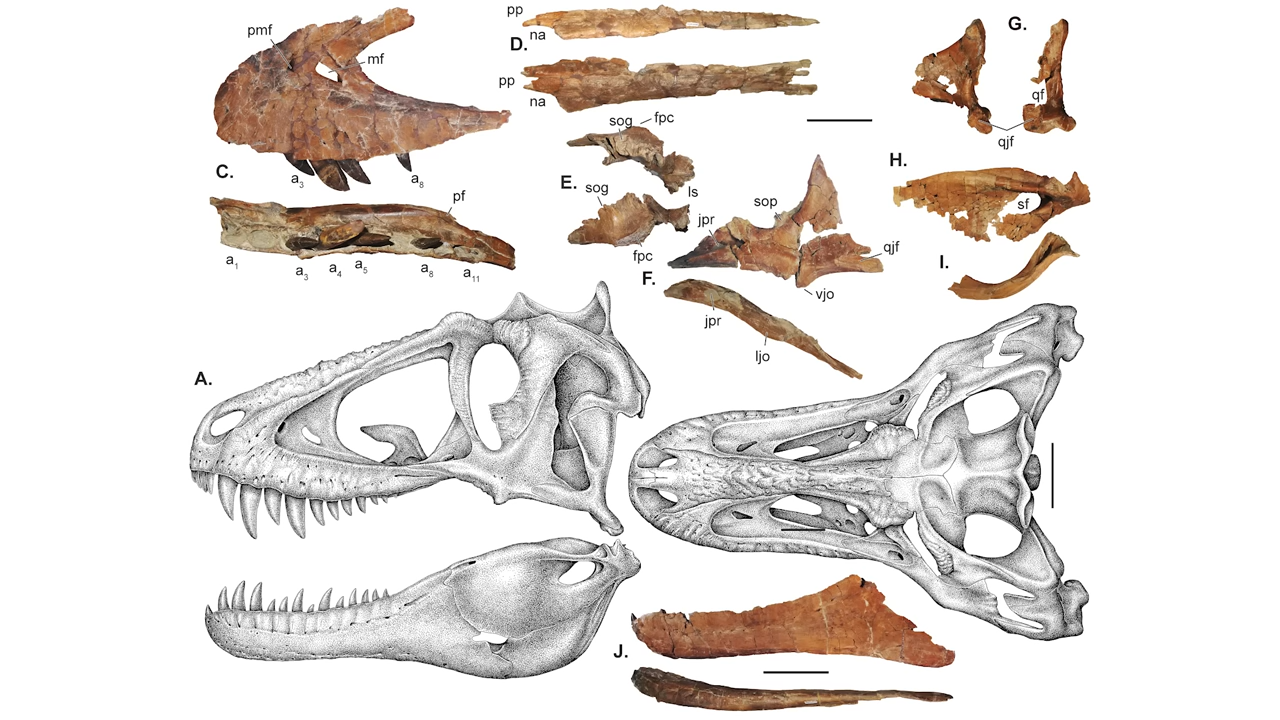 pmf
mf
C.
a3
a8
pf
a1
a3
a4
a5
a8
a11
pp
na
D.
pp
na
sog
fpc
E.
sog
ls
fpc
F.
jpr
sop
qjf
vjo
jpr
ljo
G.
qf
qjf
H.
sf
I.
A.
J.